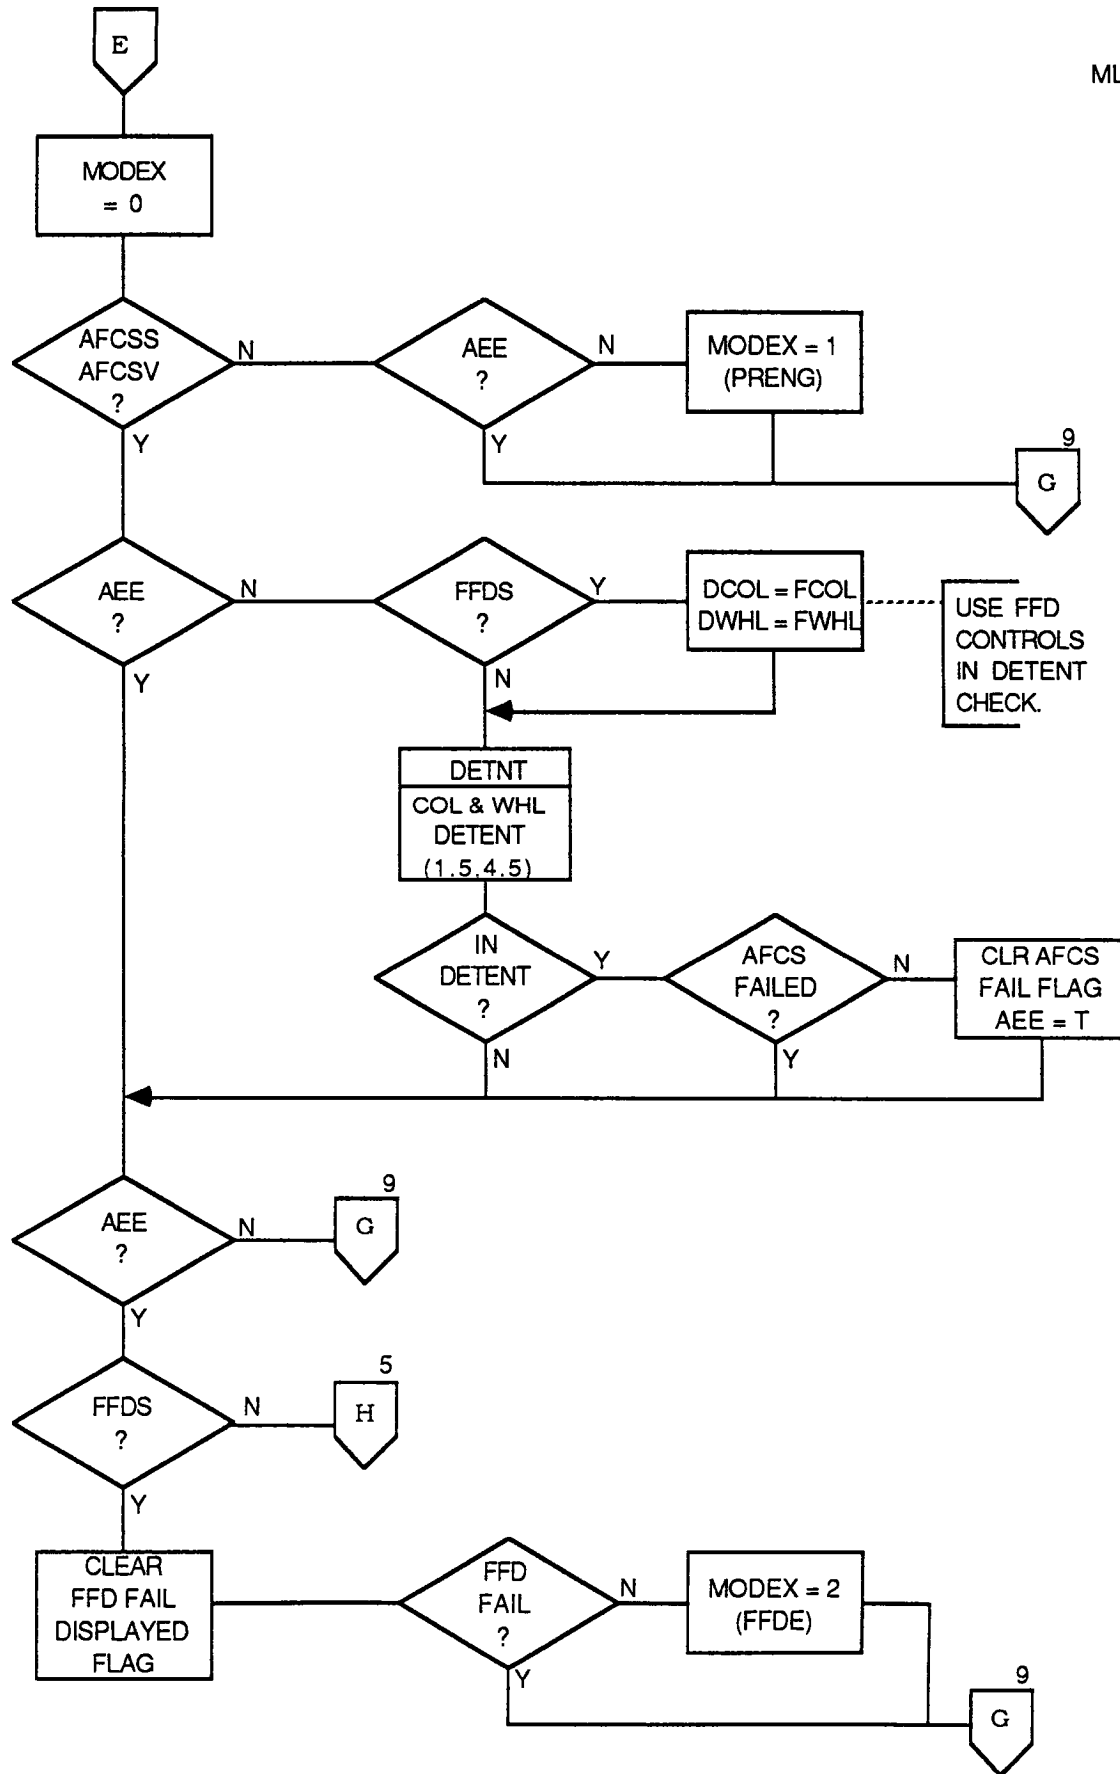 E
ML
MODEX
= 0
AFCSS
AFCSV
?
N
Y
AEE
?
N
Y
MODEX = 1
(PRENG)
9
G
AEE
?
N
Y
FFDS
?
Y
N
DCOL = FCOL
DWHL = FWHL
USE FFD
CONTROLS
IN DETENT
CHECK.
DETNT
COL & WHL
DETENT
(1.5,4.5)
IN
DETENT
?
Y
N
AFCS
FAILED
?
N
Y
CLR AFCS
FAIL FLAG
AEE = T
AEE
?
N
Y
9
G
FFDS
?
N
Y
5
H
CLEAR
FFD FAIL
DISPLAYED
FLAG
FFD
FAIL
?
N
Y
MODEX = 2
(FFDE)
9
G